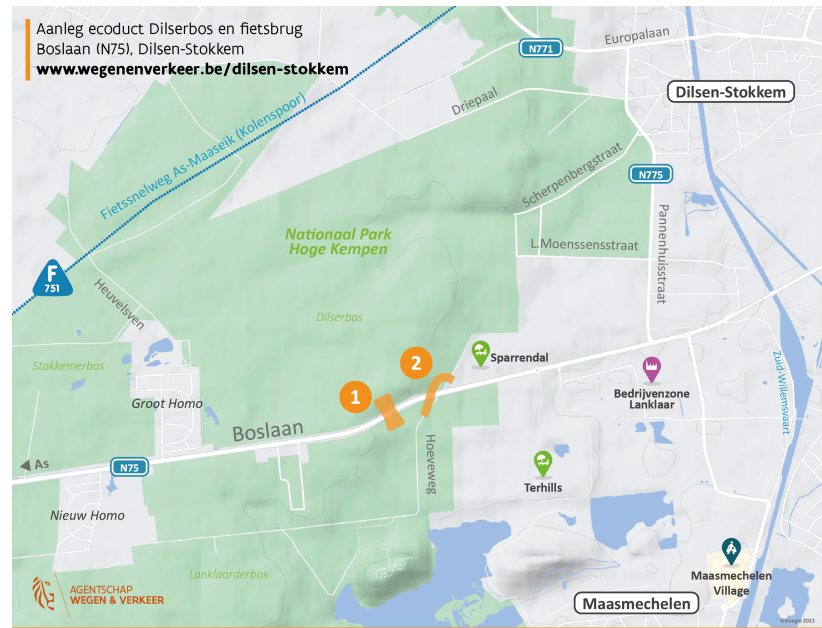 Aanleg ecoduct Dilserbos en fietsbrug
Boslaan (N75), Dilsen-Stokkem
www.wegenenverkeer.be/dilsen-stokkem
Europalaan
N771
Dilsen-Stokkem
Driepaal
Fietssnelweg As-Maaseik (Kolenspoor)
Scherpenbergstraat
N775
Pannenhuisstraat
Nationaal Park
Hoge Kempen
L.Moenssensstraat
F
751
Heuvelsven
Dilserbos
Stokkemerbos
2
Sparrendal
Zuid-Willemsvaart
1
Bedrijvenzone
Lanklaar
Groot Homo
Boslaan
As
N75
Hoeveweg
Terhills
Nieuw Homo
Lanklaarderbos
Maasmechelen
Village
AGENTSCHAP
WEGEN & VERKEER
Maasmechelen
©Google 2022